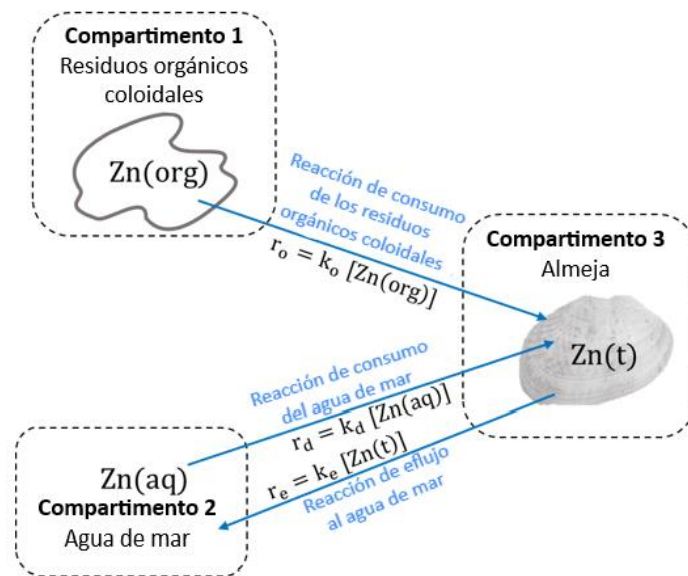 Compartimento 1
Residuos orgánicos
coloidales
Zn(org)
Reacción de consumo
de los residuos
orgánicos coloidales
r_o = k_o [Zn(org)]
Compartimento 3
Almeja
Zn(t)
Reacción de consumo
del agua de mar
r_d = k_d [Zn(aq)]
r_e = k_e [Zn(t)]
Reacción de eflujo
al agua de mar
Zn(aq)
Compartimento 2
Agua de mar